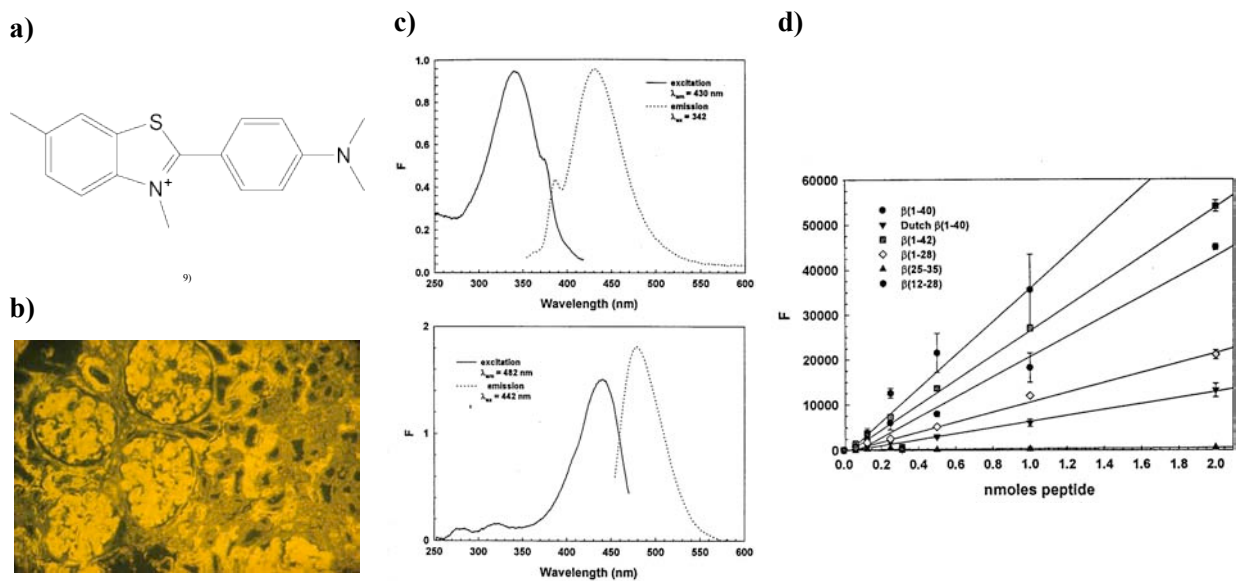 a)
S
N
N⁺
9)
b)
c)
1.0
0.8
0.6
0.4
0.2
0.0
F
excitation
λem = 430 nm
emission
λex = 342
250 300 350 400 450 500 550 600
Wavelength (nm)
2
1
0
F
excitation
λem = 482 nm
emission
λex = 442 nm
250 300 350 400 450 500 550 600
Wavelength (nm)
d)
60000
50000
40000
30000
20000
10000
0
F
β(1-40)
Dutch β(1-40)
β(1-42)
β(1-28)
β(25-35)
β(12-28)
0.0 0.2 0.4 0.6 0.8 1.0 1.2 1.4 1.6 1.8 2.0
nmoles peptide